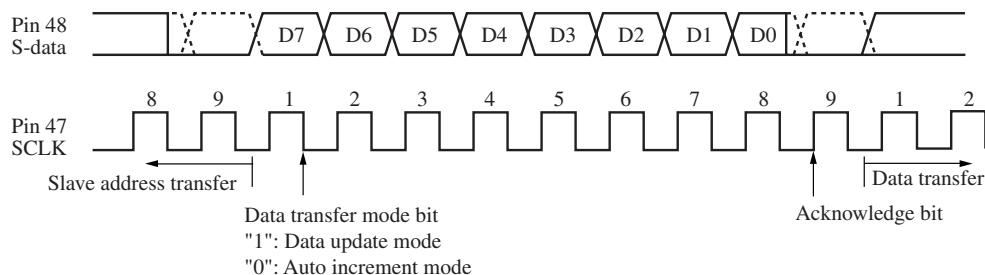 Pin 48
S-data
D7 D6 D5 D4 D3 D2 D1 D0
8 9 1 2 3 4 5 6 7 8 9 1 2
Pin 47
SCLK
Slave address transfer
Data transfer
Data transfer mode bit
"1": Data update mode
"0": Auto increment mode
Acknowledge bit